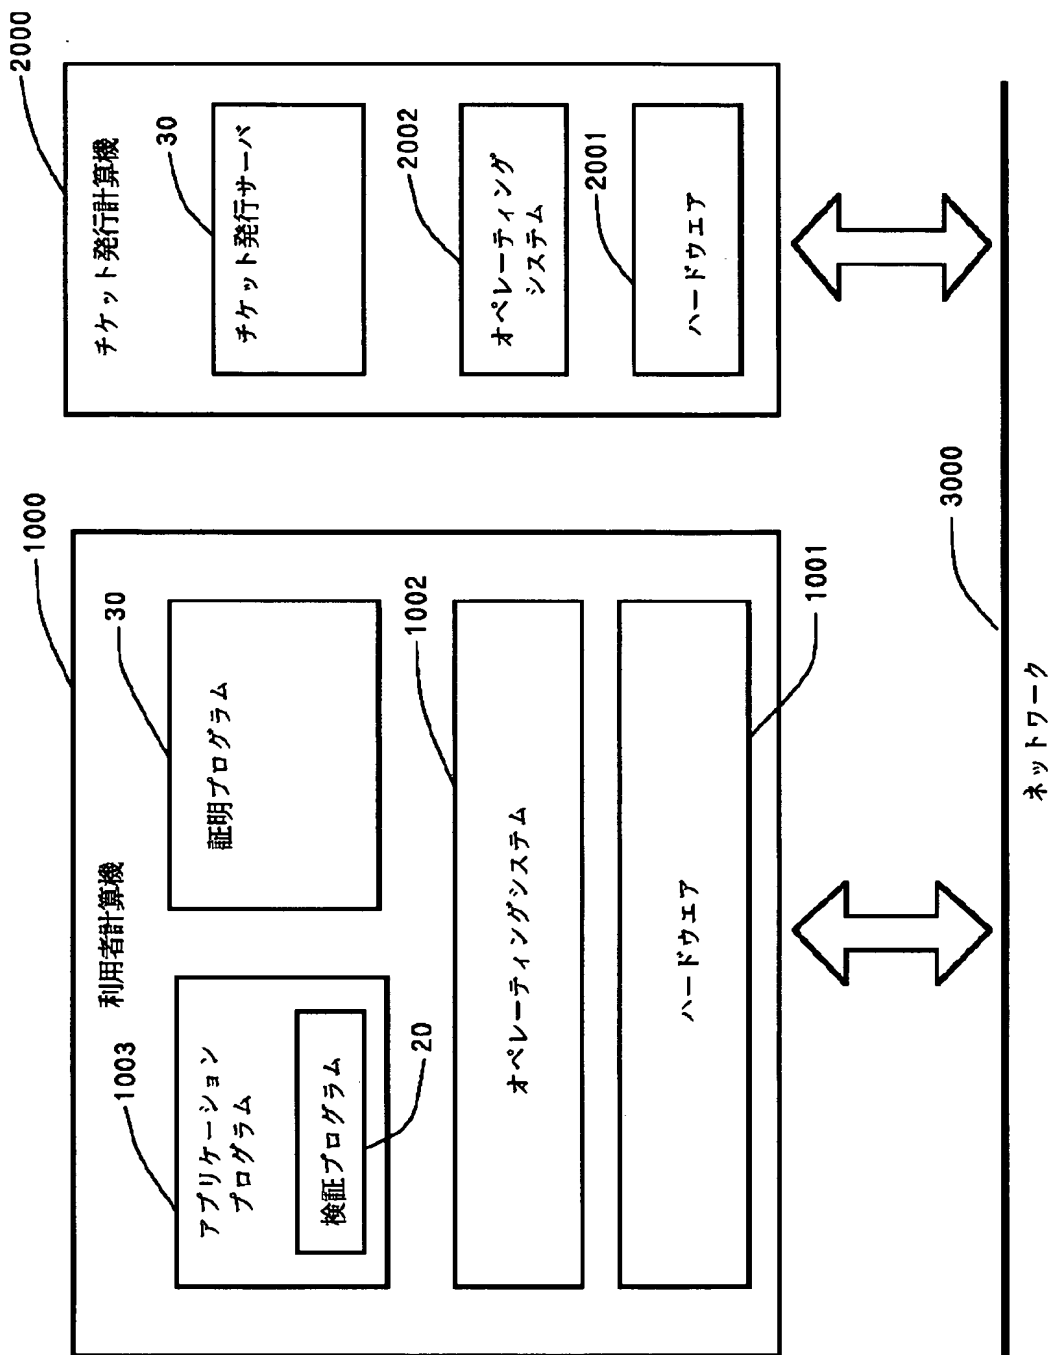 利用者計算機
1000
アプリケーション
プログラム
1003
検証プログラム
20
証明プログラム
30
オペレーティングシステム
1002
ハードウエア
1001
チケット発行計算機
2000
チケット発行サーバ
30
オペレーティング
システム
2002
ハードウエア
2001
3000
ネットワーク